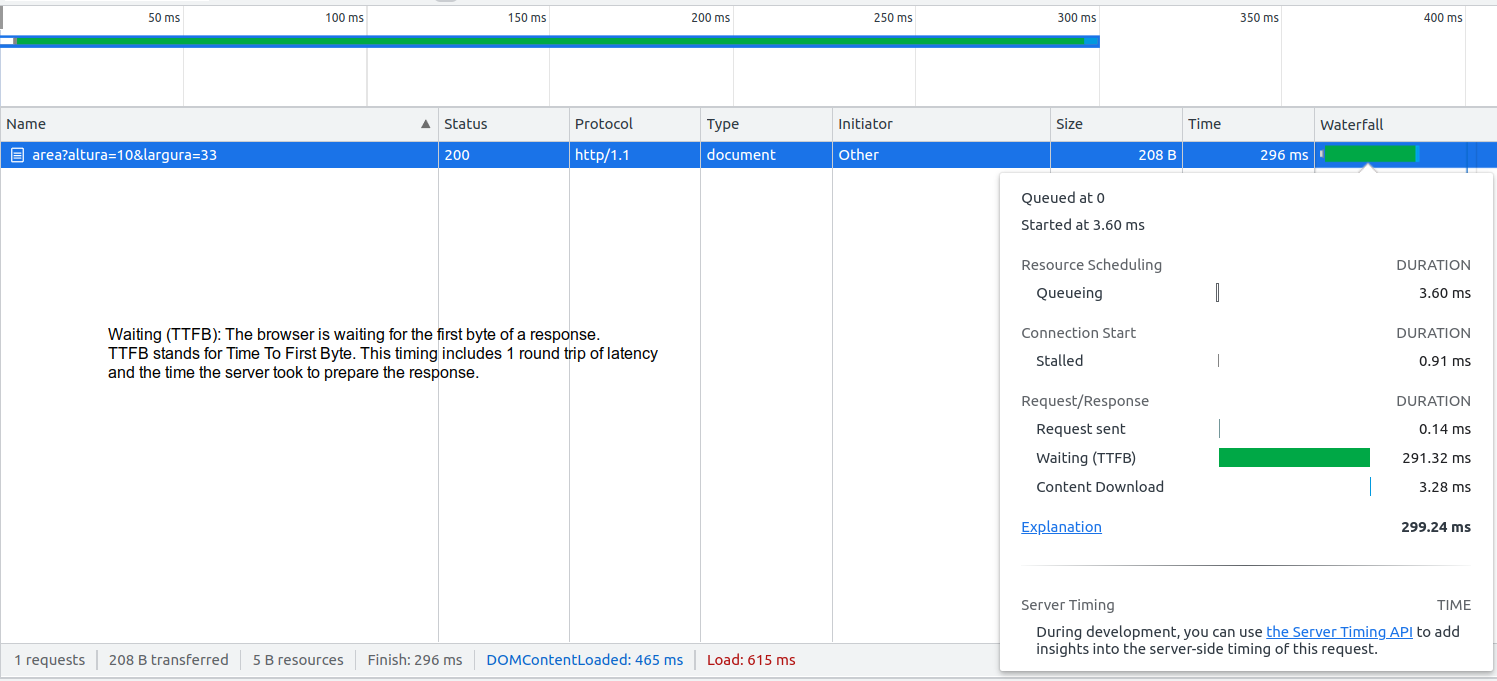 50 ms 100 ms 150 ms 200 ms 250 ms 300 ms 350 ms 400 ms
Name ▲ Status Protocol Type Initiator Size Time Waterfall
area?altura=10&largura=33 200 http/1.1 document Other 208 B 296 ms
Queued at 0
Started at 3.60 ms
Resource Scheduling DURATION
Queueing 3.60 ms
Connection Start DURATION
Stalled 0.91 ms
Request/Response DURATION
Request sent 0.14 ms
Waiting (TTFB) 291.32 ms
Content Download 3.28 ms
Explanation 299.24 ms
Server Timing TIME
During development, you can use the Server Timing API to add
insights into the server-side timing of this request.
Waiting (TTFB): The browser is waiting for the first byte of a response.
TTFB stands for Time To First Byte. This timing includes 1 round trip of latency
and the time the server took to prepare the response.
1 requests 208 B transferred 5 B resources Finish: 296 ms DOMContentLoaded: 465 ms Load: 615 ms